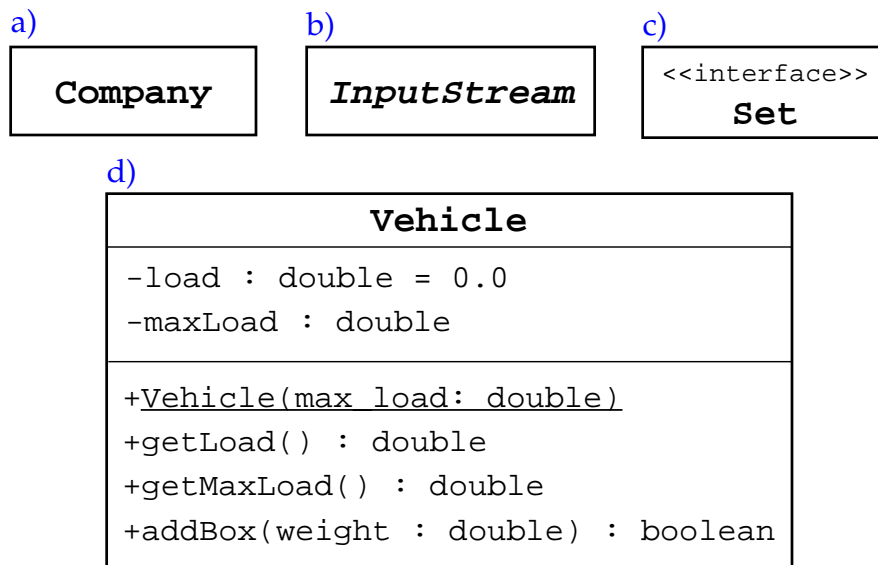 a)
Company
b)
InputStream
c)
<<interface>>
Set
d)
Vehicle
-load : double = 0.0
-maxLoad : double
+Vehicle(max_load: double)
+getLoad() : double
+getMaxLoad() : double
+addBox(weight : double) : boolean